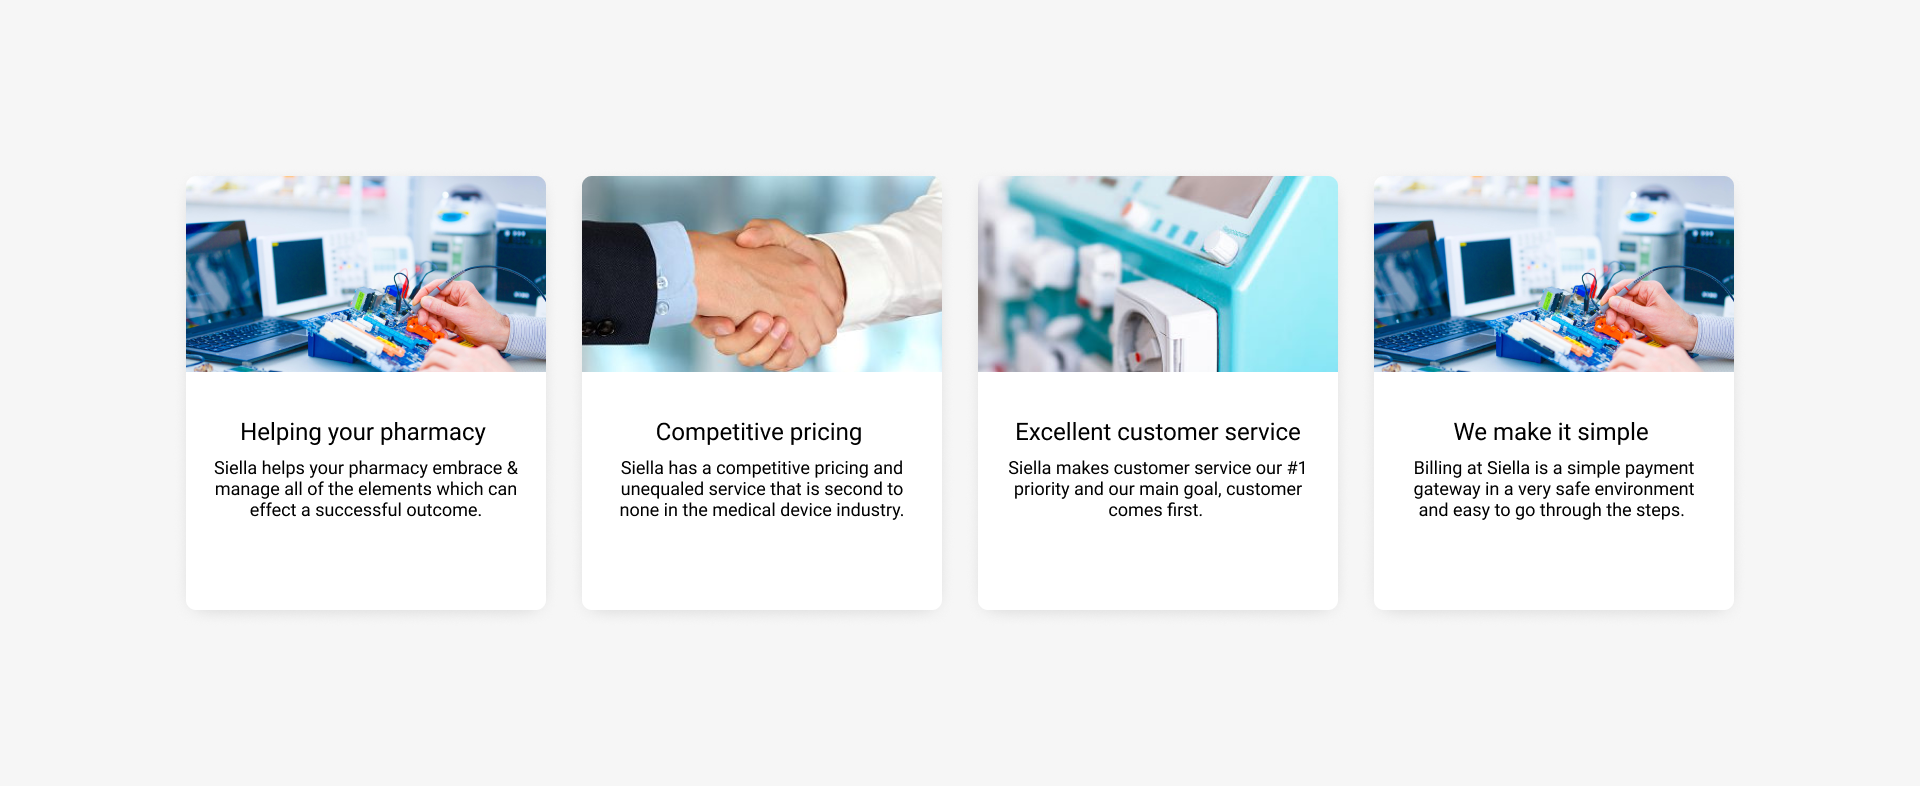 Helping your pharmacy
Siella helps your pharmacy embrace &
manage all of the elements which can
effect a successful outcome.
Competitive pricing
Siella has a competitive pricing and
unequaled service that is second to
none in the medical device industry.
Excellent customer service
Siella makes customer service our #1
priority and our main goal, customer
comes first.
We make it simple
Billing at Siella is a simple payment
gateway in a very safe environment
and easy to go through the steps.